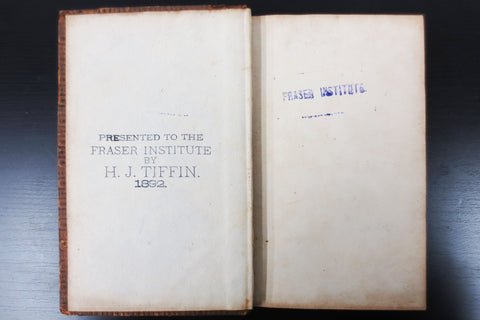 PRESENTED TO THE
FRASER INSTITUTE
BY
H. J. TIFFIN.
1892.
FRASER INSTITUTE.